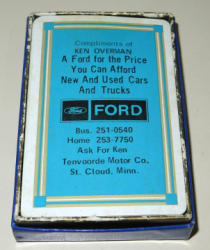 Compliments of
KEN OVERMAN
A Ford for the Price
You Can Afford
New And Used Cars
And Trucks
Ford FORD
Bus. 251-0540
Home 253-7750
Ask For Ken
Tenvoorde Motor Co.
St. Cloud, Minn.